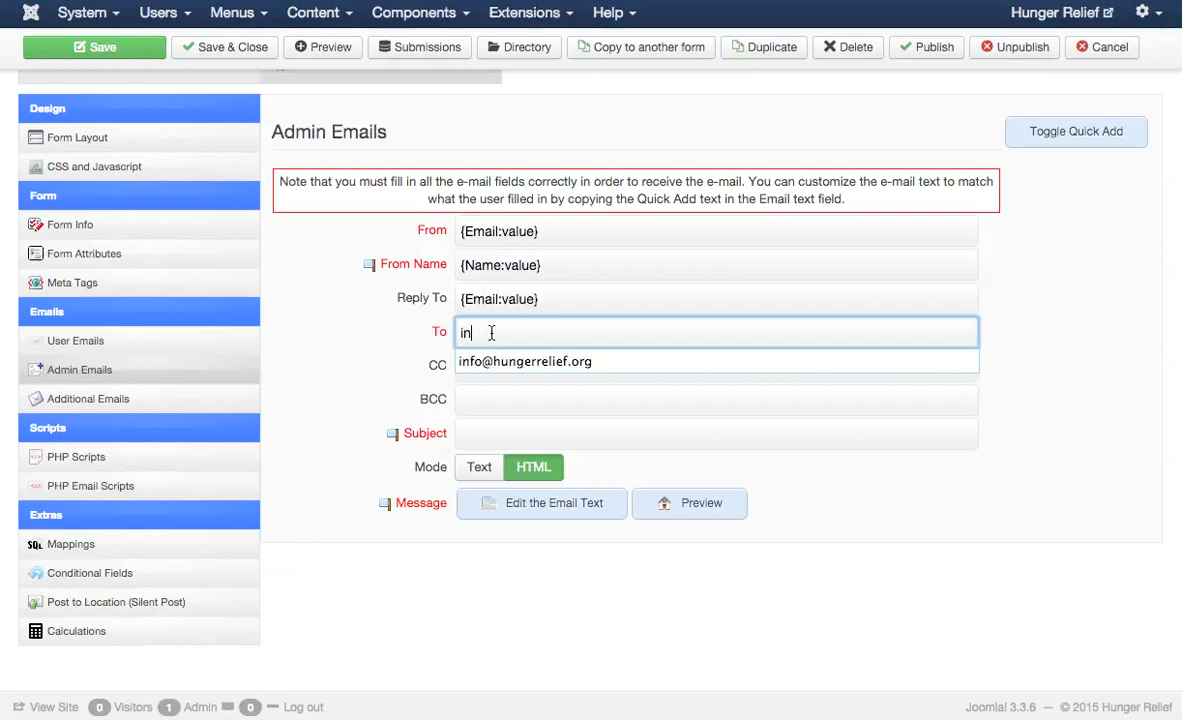 System Users Menus Content Components Extensions Help Hunger Relief
Save Save & Close Preview Submissions Directory Copy to another form Duplicate Delete Publish Unpublish Cancel
Design
Form Layout
CSS and Javascript
Form
Form Info
Form Attributes
Meta Tags
Emails
User Emails
Admin Emails
Additional Emails
Scripts
PHP Scripts
PHP Email Scripts
Extras
SQL Mappings
Conditional Fields
Post to Location (Silent Post)
Calculations
Admin Emails
Toggle Quick Add
Note that you must fill in all the e-mail fields correctly in order to receive the e-mail. You can customize the e-mail text to match
what the user filled in by copying the Quick Add text in the Email text field.
From {Email:value}
From Name {Name:value}
Reply To {Email:value}
To in
info@hungerrelief.org
CC
BCC
Subject
Mode Text HTML
Message Edit the Email Text Preview
View Site 0 Visitors 1 Admin 0 Log out Joomla! 3.3.6 — © 2015 Hunger Relief